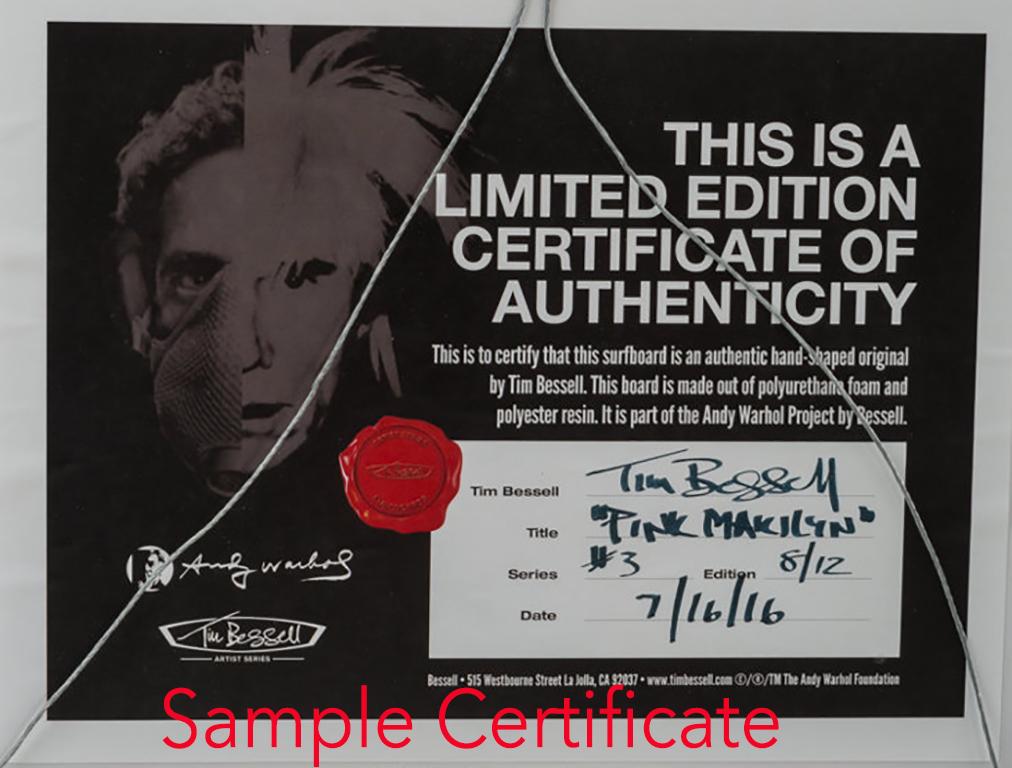 THIS IS A
LIMITED EDITION
CERTIFICATE OF
AUTHENTICITY
This is to certify that this surfboard is an authentic hand-shaped original
by Tim Bessell. This board is made out of polyurethane foam and
polyester resin. It is part of the Andy Warhol Project by Bessell.
Tim Bessell Tim Bessell
Title "PINK MARILYN"
Series #3 Edition 8/12
Date 7/16/16
Andy Warhol
Tim Bessell
ARTIST SERIES
Bessell • 515 Westbourne Street La Jolla, CA 92037 • www.timbessell.com ©/®/TM The Andy Warhol Foundation
Sample Certificate